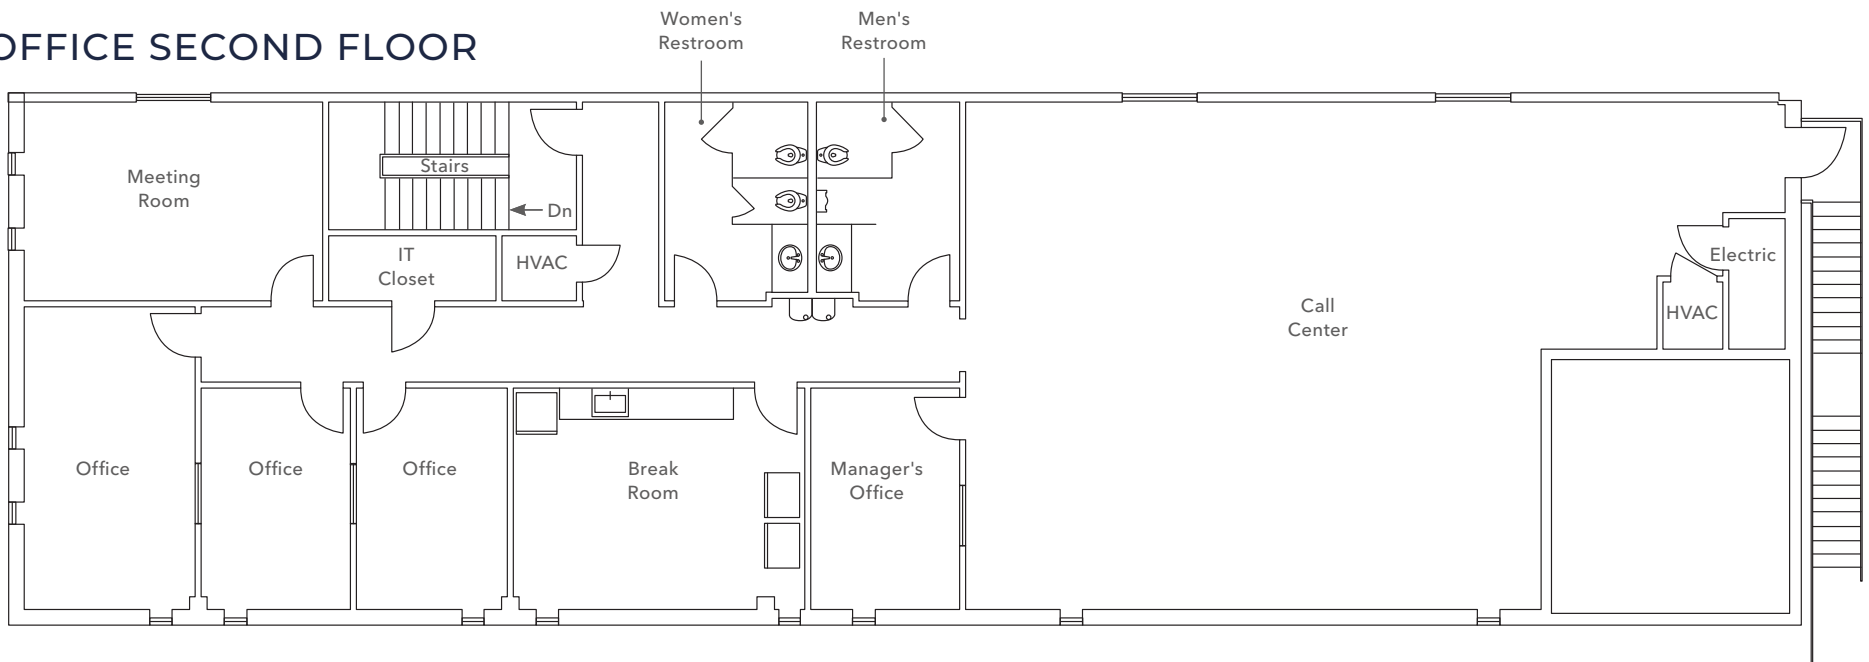 OFFICE SECOND FLOOR
Women's
Restroom
Men's
Restroom
Meeting
Room
Stairs
Dn
IT
Closet
HVAC
Electric
HVAC
Call
Center
Office
Office
Office
Break
Room
Manager's
Office